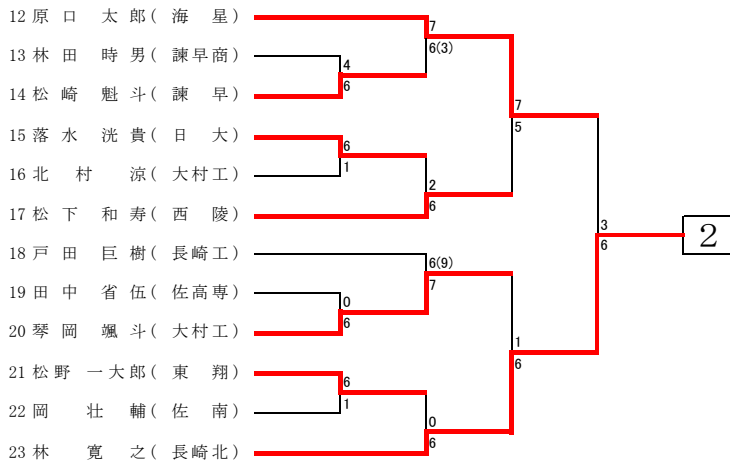 12 原口 太郎 ( 海星 )
13 林田 時男 ( 諫早商 )
14 松崎 魁斗 ( 諫早 )
15 落水 洸貴 ( 日大 )
16 北村 涼 ( 大村工 )
17 松下 和寿 ( 西陵 )
18 戸田 巨樹 ( 長崎工 )
19 田中 省伍 ( 佐高専 )
20 琴岡 颯斗 ( 大村工 )
21 松野 一大郎 ( 東翔 )
22 岡 壮輔 ( 佐南 )
23 林 寛之 ( 長崎北 )
4
6
6
1
0
6
6
1
7
6(3)
2
6
6(9)
7
0
6
7
5
1
6
3
6
2